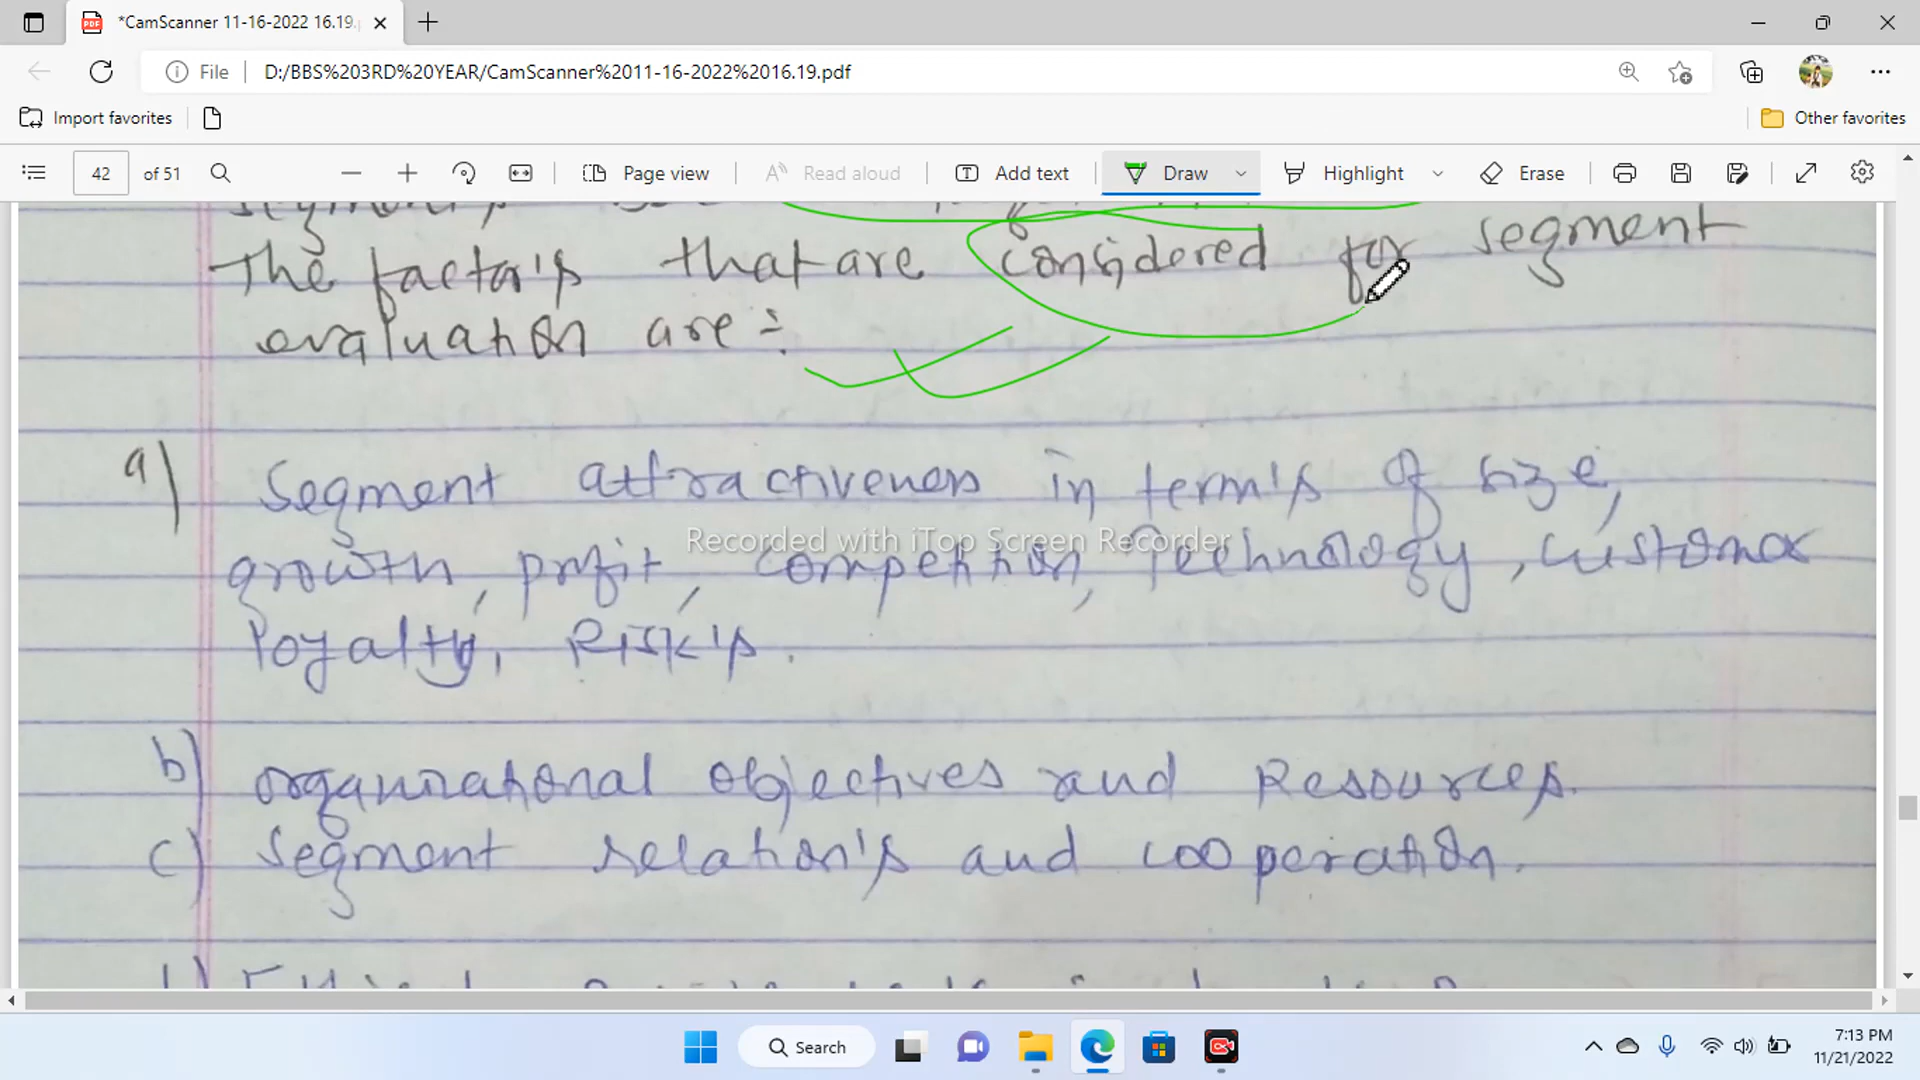 *CamScanner 11-16-2022 16.19.
File
D:/BBS%203RD%20YEAR/CamScanner%2011-16-2022%2016.19.pdf
Import favorites
Other favorites
42 of 51
Page view
Read aloud
Add text
Draw
Highlight
Erase
The factor's that are considered for segment
evaluation are :-
a) Segment attractiveness in term's of size,
growth, profit, competition, Technology, customer
loyalty, Risk's.
Recorded with iTop Screen Recorder
b) organizational objectives and Resources.
c) Segment relation's and cooperation.
Search
7:13 PM
11/21/2022